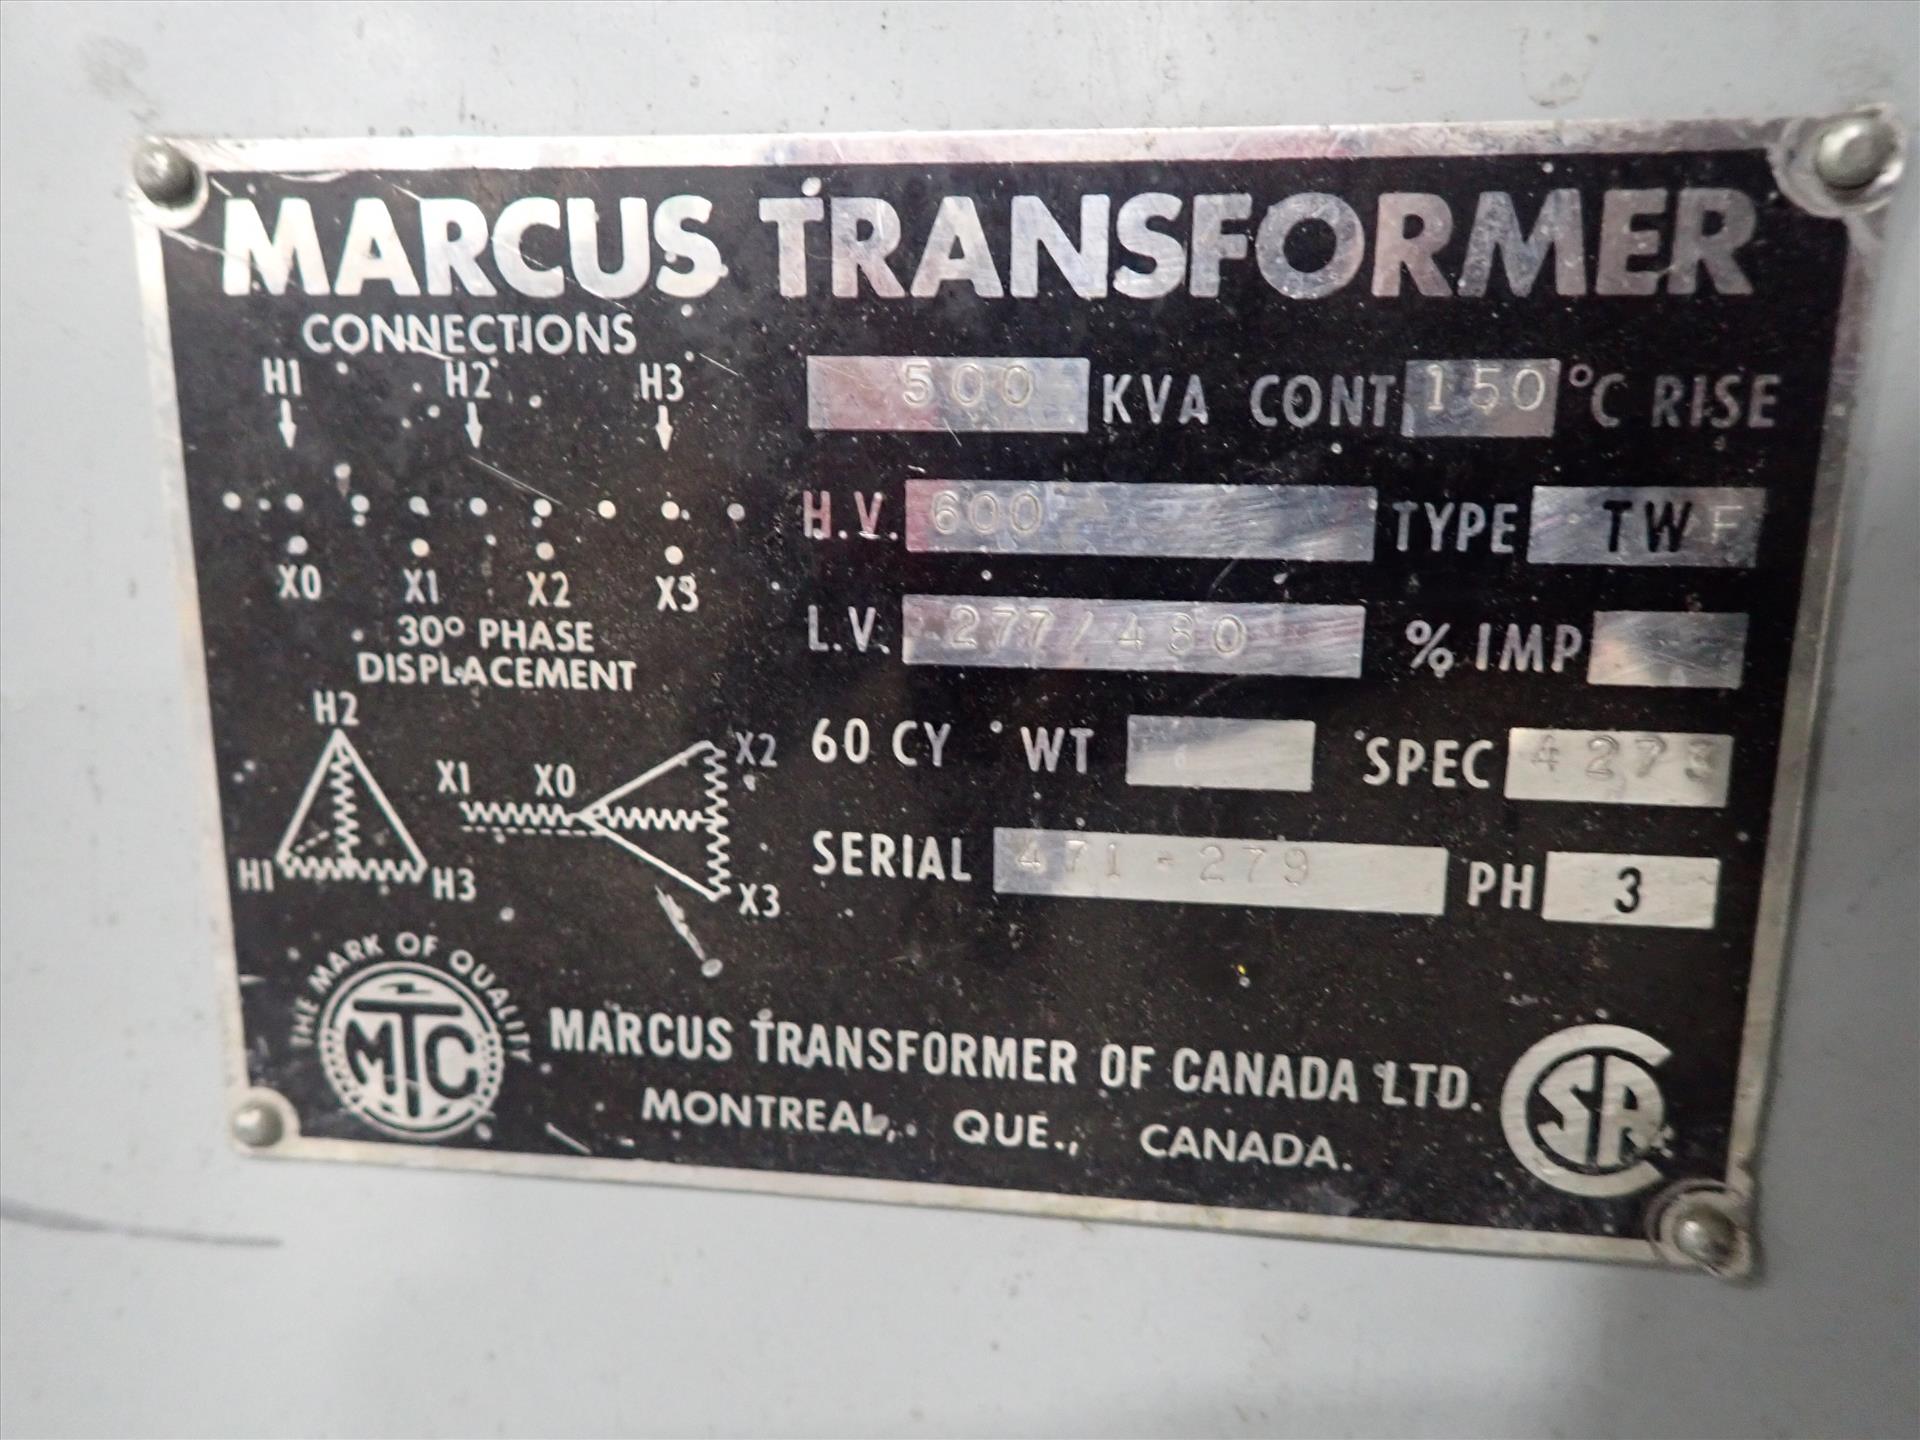 MARCUS TRANSFORMER
CONNECTIONS
H1 H2 H3
X0 X1 X2 X3
30° PHASE
DISPLACEMENT
H2
H1 H3
X1 X0 X2
X3
500 KVA CONT 150 °C RISE
H.V. 600 TYPE TWF
L.V. 277/480 % IMP
60 CY WT SPEC 4273
SERIAL 471-279 PH 3
THE MARK OF QUALITY
MTC
MARCUS TRANSFORMER OF CANADA LTD.
MONTREAL, QUE., CANADA.
CSA